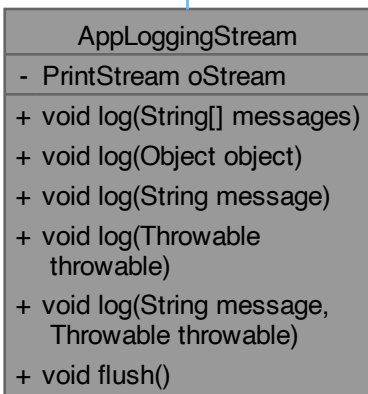 AppLoggingStream
- PrintStream oStream
+ void log(String[] messages)
+ void log(Object object)
+ void log(String message)
+ void log(Throwable
throwable)
+ void log(String message,
Throwable throwable)
+ void flush()